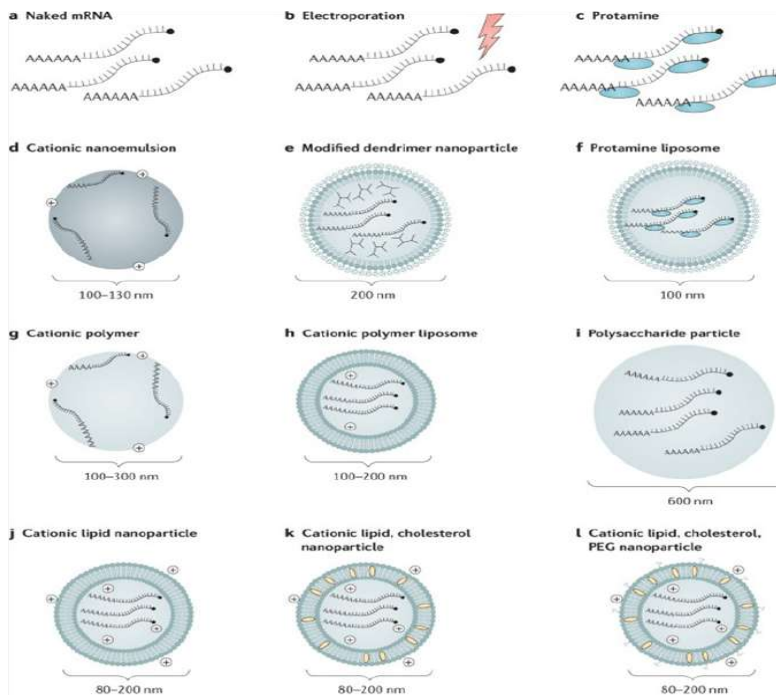 a Naked mRNA
b Electroporation
c Protamine
AAAAAA
AAAAAA
AAAAAA
AAAAAA
AAAAAA
AAAAAA
AAAAAA
AAAAAA
AAAAAA
d Cationic nanoemulsion
e Modified dendrimer nanoparticle
f Protamine liposome
+
+
+
100–130 nm
200 nm
100 nm
g Cationic polymer
h Cationic polymer liposome
i Polysaccharide particle
+
+
+
+
+
100–300 nm
100–200 nm
600 nm
j Cationic lipid nanoparticle
k Cationic lipid, cholesterol
nanoparticle
l Cationic lipid, cholesterol,
PEG nanoparticle
+
+
+
+
+
+
+
+
+
+
+
+
+
+
80–200 nm
80–200 nm
80–200 nm